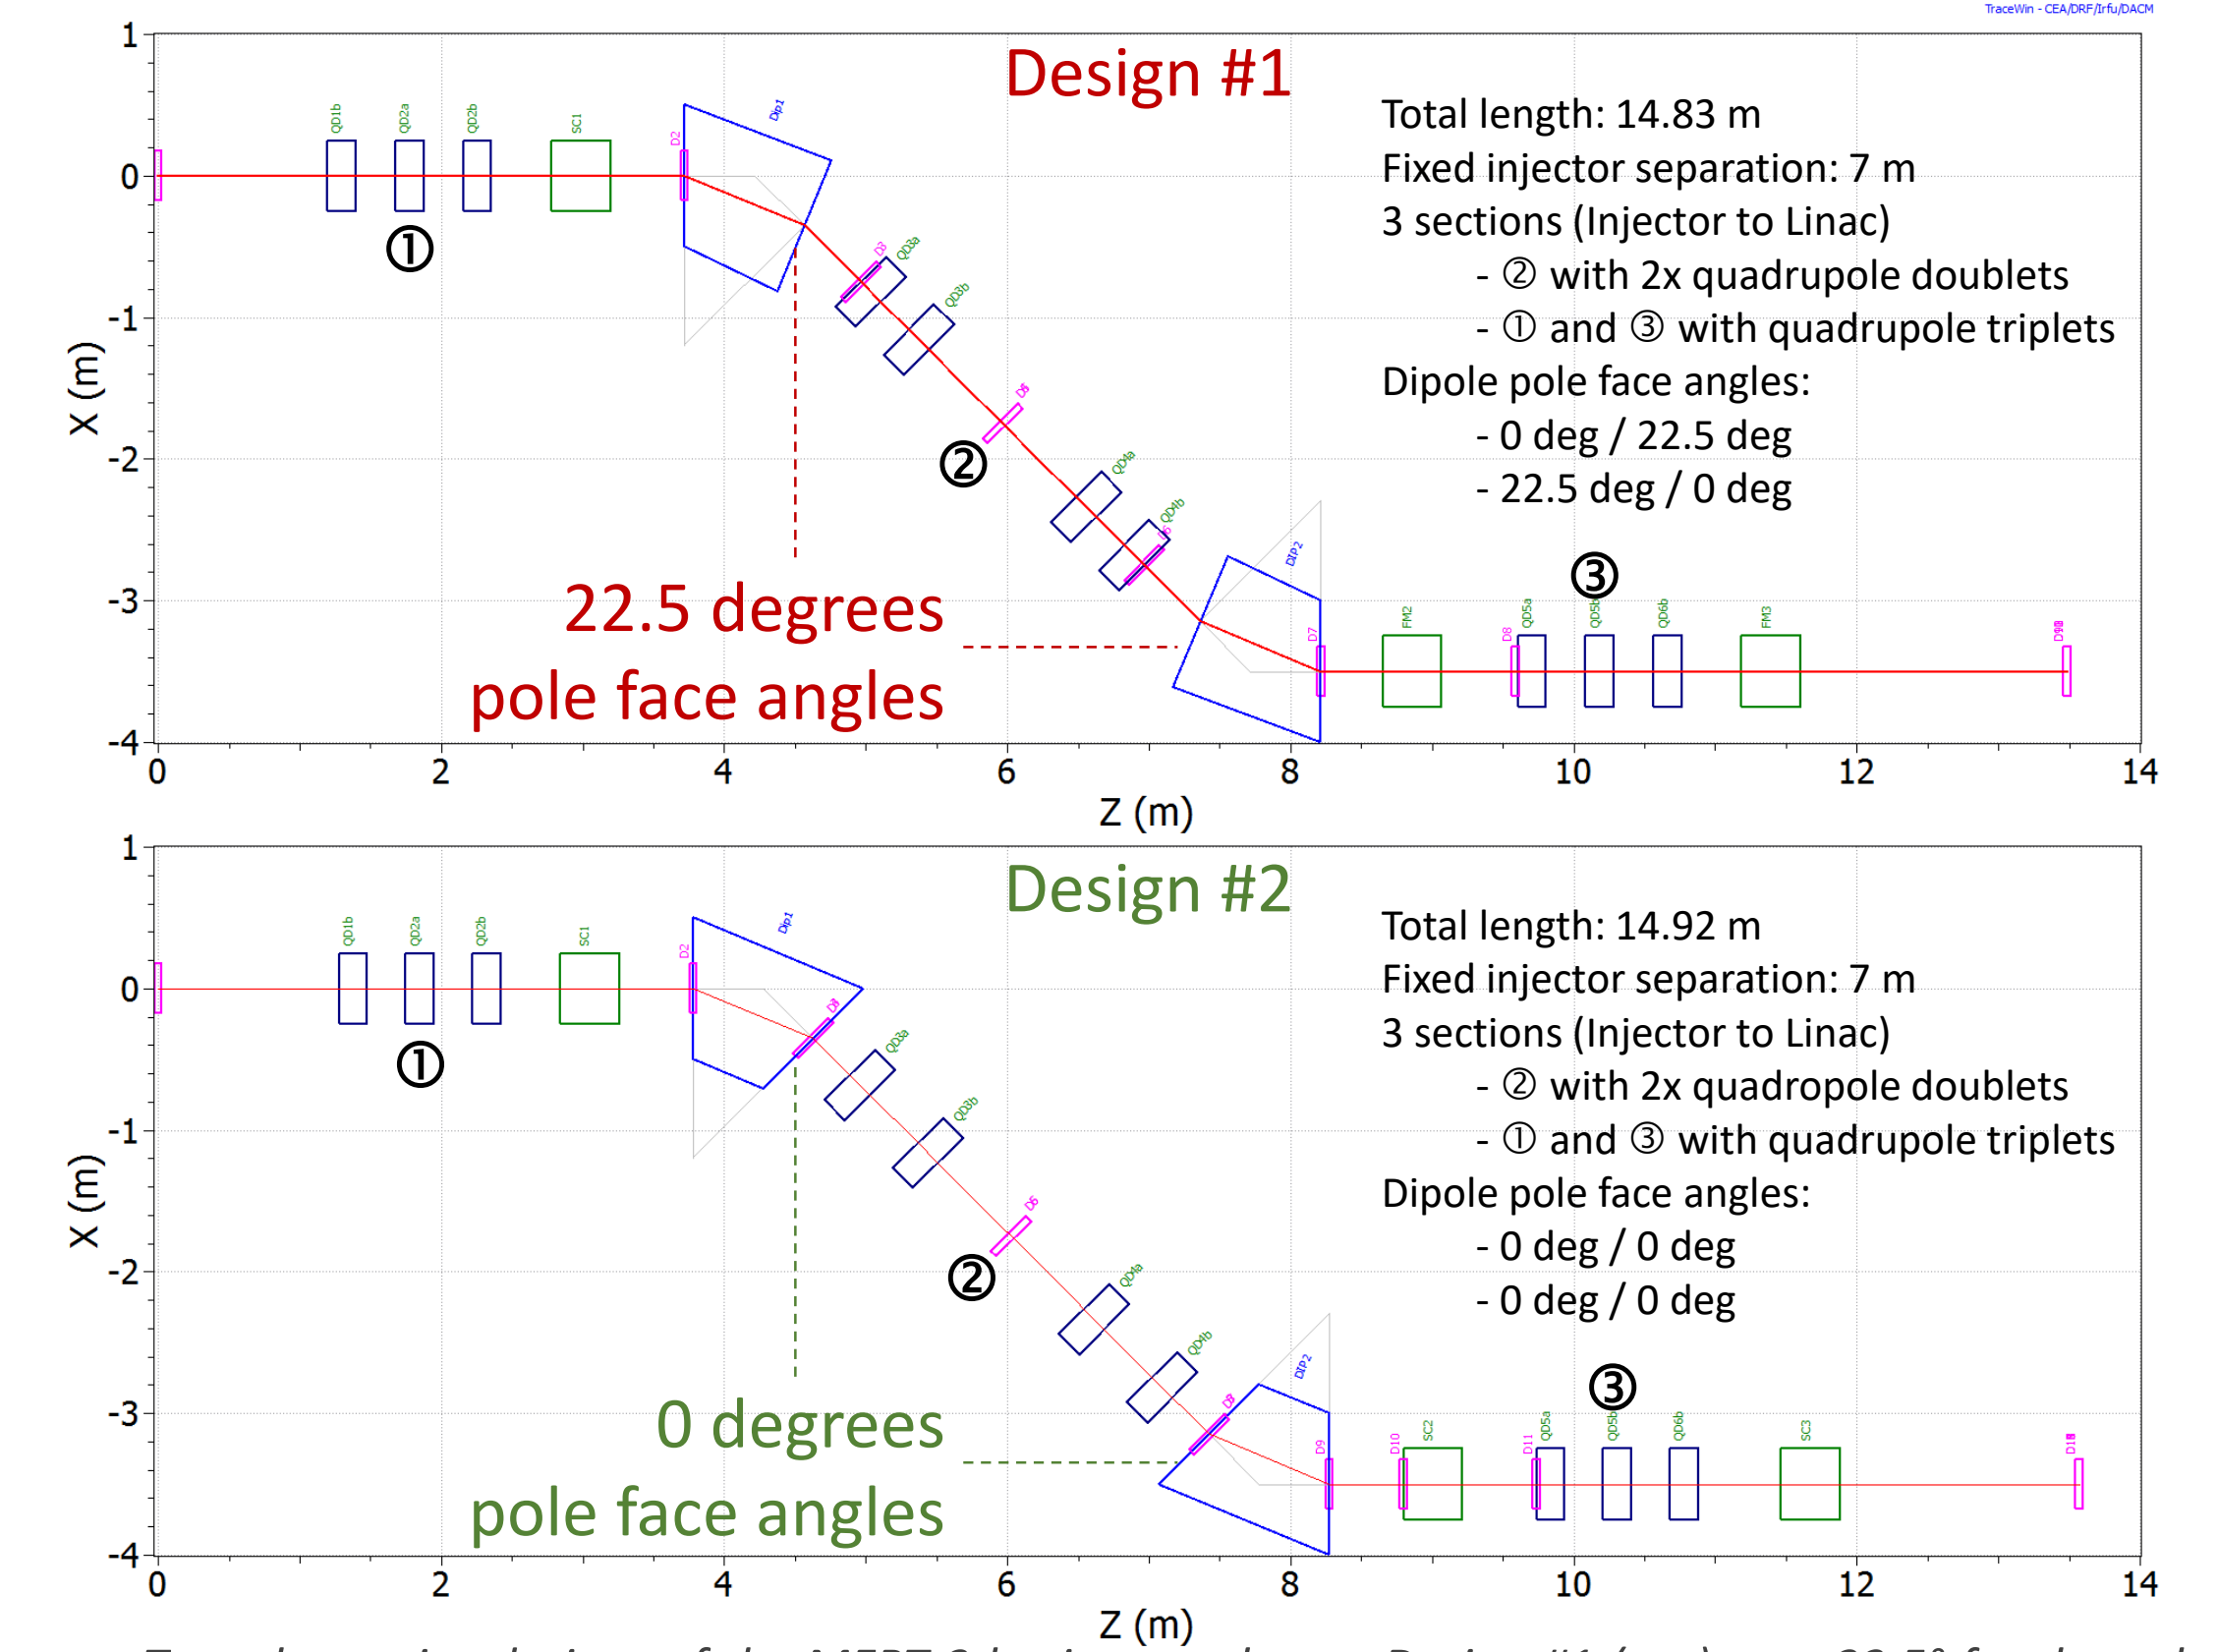 TraceWin - CEA/DRF/Irfu/DACM
Design #1
Total length: 14.83 m
Fixed injector separation: 7 m
3 sections (Injector to Linac)
- ② with 2x quadrupole doublets
- ① and ③ with quadrupole triplets
Dipole pole face angles:
- 0 deg / 22.5 deg
- 22.5 deg / 0 deg
22.5 degrees
pole face angles
①
②
③
QD1b
QD2a
QD2b
SC1
D2
Dip1
QD3a
QD3b
QD4a
QD4b
DIP2
D7
FM2
D8
QD5a
QD5b
QD6b
FM3
X (m)
1
0
-1
-2
-3
-4
0 2 4 6 8 10 12 14
Z (m)
Design #2
Total length: 14.92 m
Fixed injector separation: 7 m
3 sections (Injector to Linac)
- ② with 2x quadropole doublets
- ① and ③ with quadrupole triplets
Dipole pole face angles:
- 0 deg / 0 deg
- 0 deg / 0 deg
0 degrees
pole face angles
①
②
③
QD1b
QD2a
QD2b
SC1
D2
Dip1
QD3a
QD3b
QD4a
QD4b
DIP2
D9
D10
SC2
D11
QD5a
QD5b
QD6b
SC3
X (m)
1
0
-1
-2
-3
-4
0 2 4 6 8 10 12 14
Z (m)